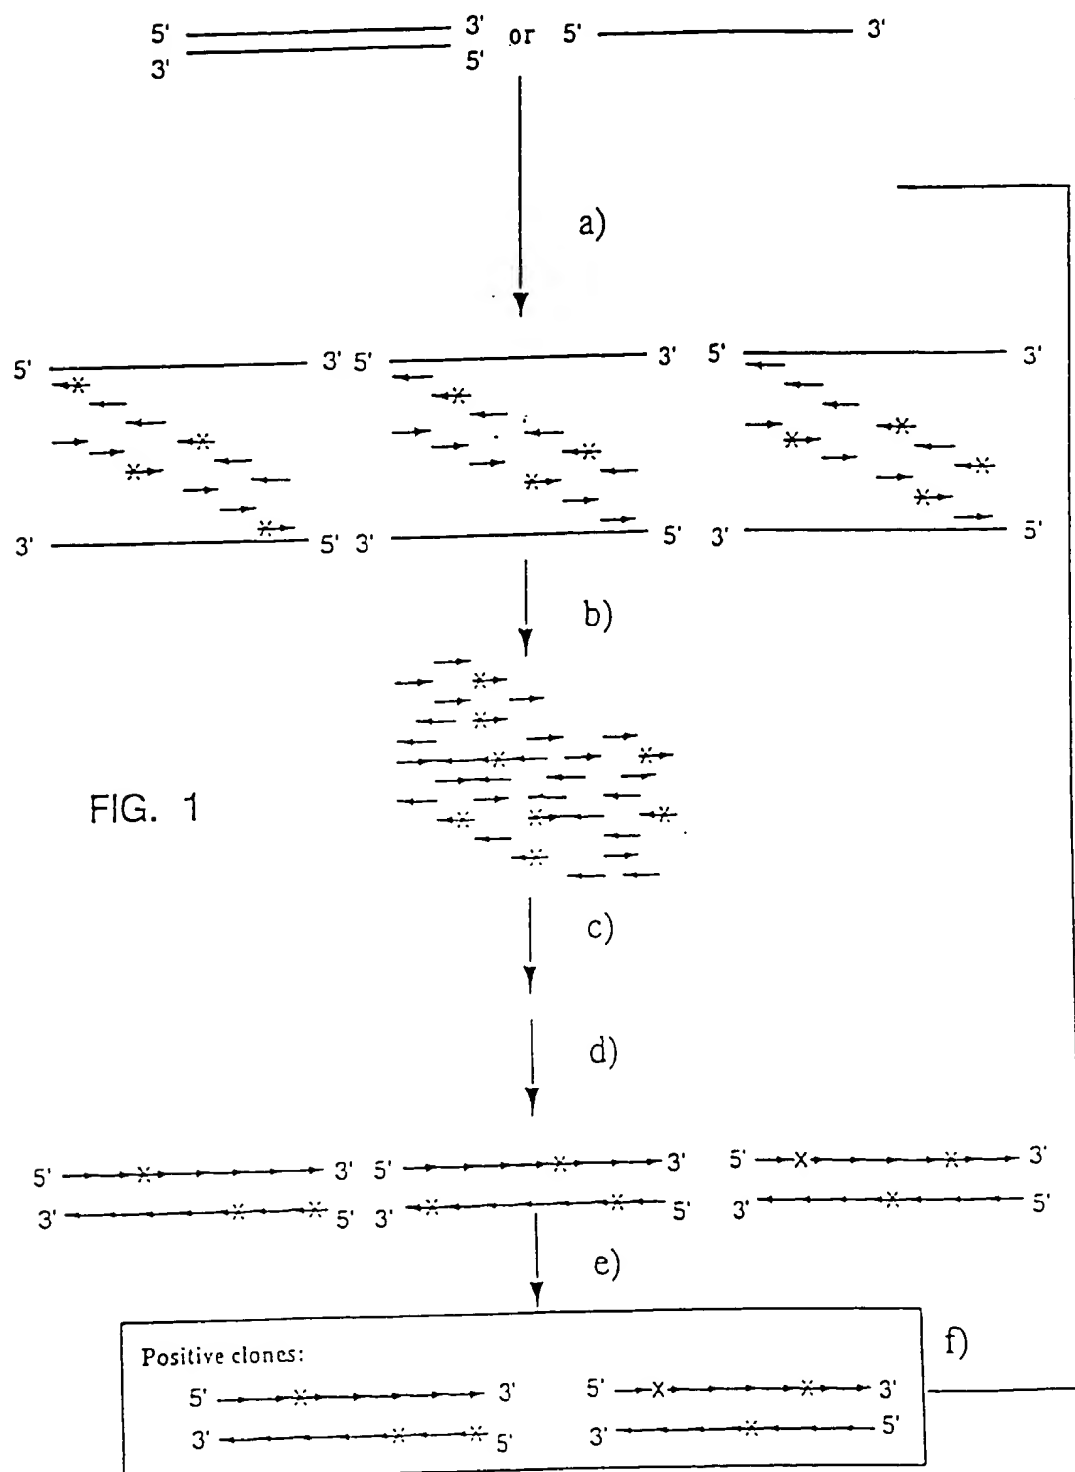 5' 3' or 5' 3'
3' 5'
a)
5' 3' 5' 3' 5' 3'
3' 5' 3' 5' 3' 5'
b)
FIG. 1
c)
d)
5' 3' 5' 3' 5' 3'
3' 5' 3' 5' 3' 5'
e)
f)
Positive clones:
5' 3' 5' 3'
3' 5' 3' 5'